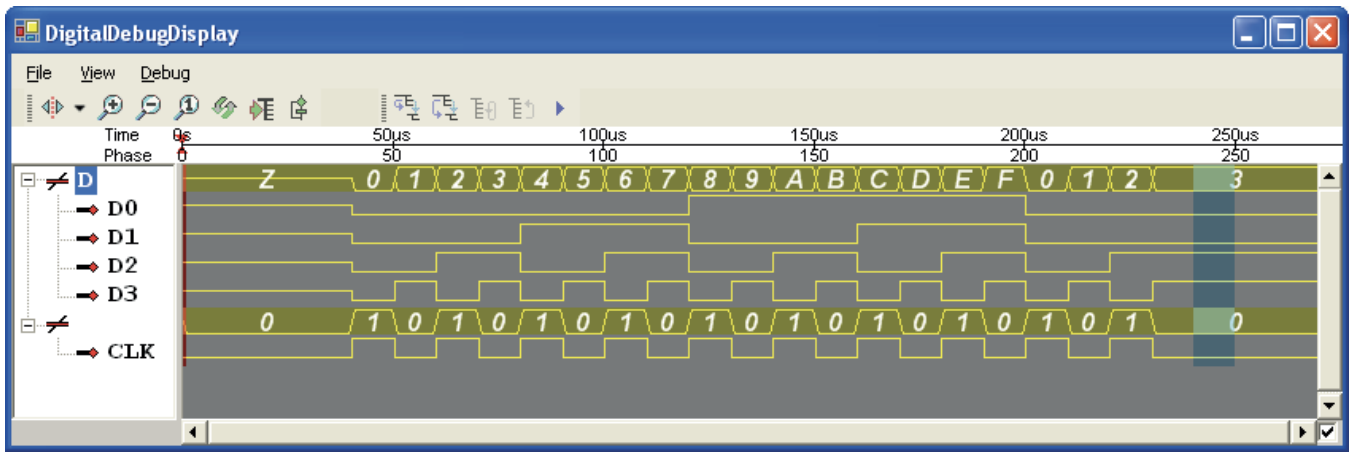 DigitalDebugDisplay
File View Debug
Time 0s 50us 100us 150us 200us 250us
Phase 0 50 100 150 200 250
D Z 0 1 2 3 4 5 6 7 8 9 A B C D E F 0 1 2 3
D0
D1
D2
D3
0 1 0 1 0 1 0 1 0 1 0 1 0 1 0 1 0 1 0 1 0
CLK